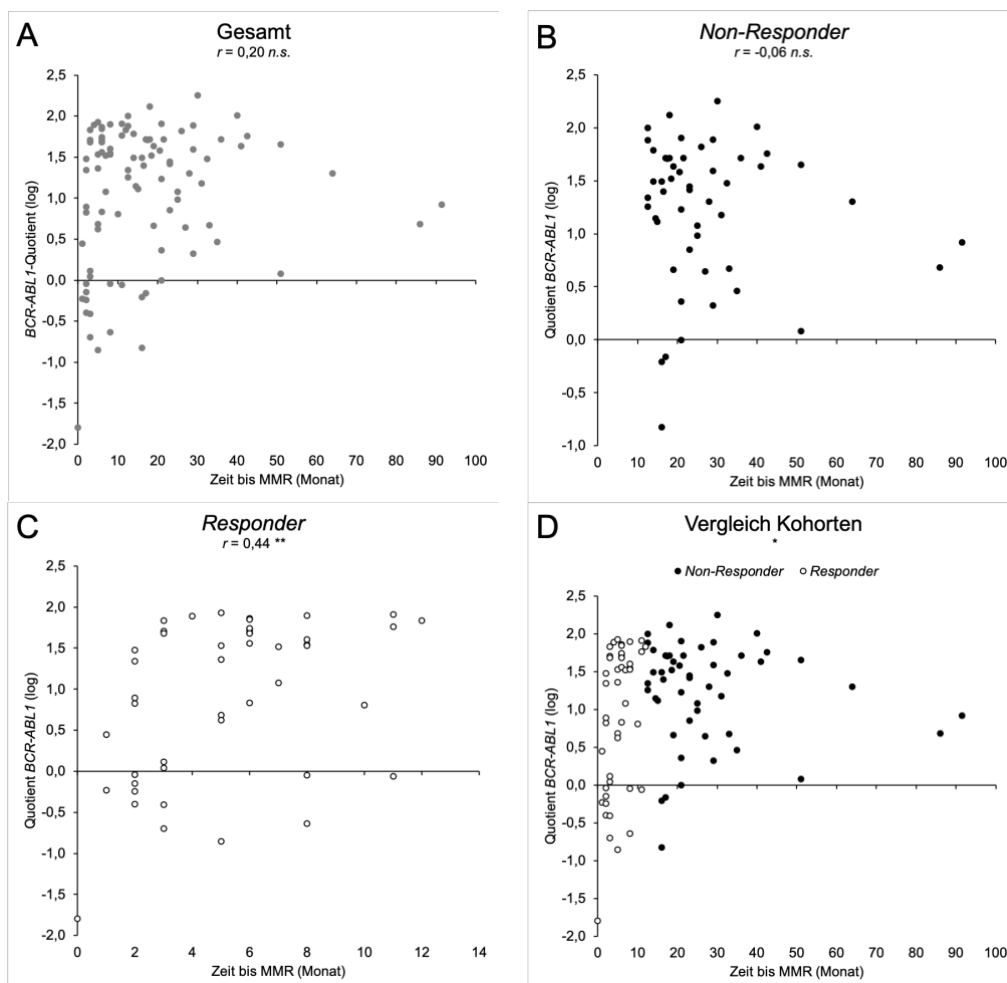 A
Gesamt
r = 0,20 n.s.
2,5
2,0
1,5
1,0
0,5
0,0
-0,5
-1,0
-1,5
-2,0
BCR-ABL1-Quotient (log)
0 10 20 30 40 50 60 70 80 90 100
Zeit bis MMR (Monat)
B
Non-Responder
r = -0,06 n.s.
2,5
2,0
1,5
1,0
0,5
0,0
-0,5
-1,0
Quotient BCR-ABL1 (log)
0 10 20 30 40 50 60 70 80 90 100
Zeit bis MMR (Monat)
C
Responder
r = 0,44 **
2,5
2,0
1,5
1,0
0,5
0,0
-0,5
-1,0
-1,5
-2,0
Quotient BCR-ABL1 (log)
0 2 4 6 8 10 12 14
Zeit bis MMR (Monat)
D
Vergleich Kohorten
*
Non-Responder Responder
2,5
2,0
1,5
1,0
0,5
0,0
-0,5
-1,0
-1,5
-2,0
Quotient BCR-ABL1 (log)
0 10 20 30 40 50 60 70 80 90 100
Zeit bis MMR (Monat)